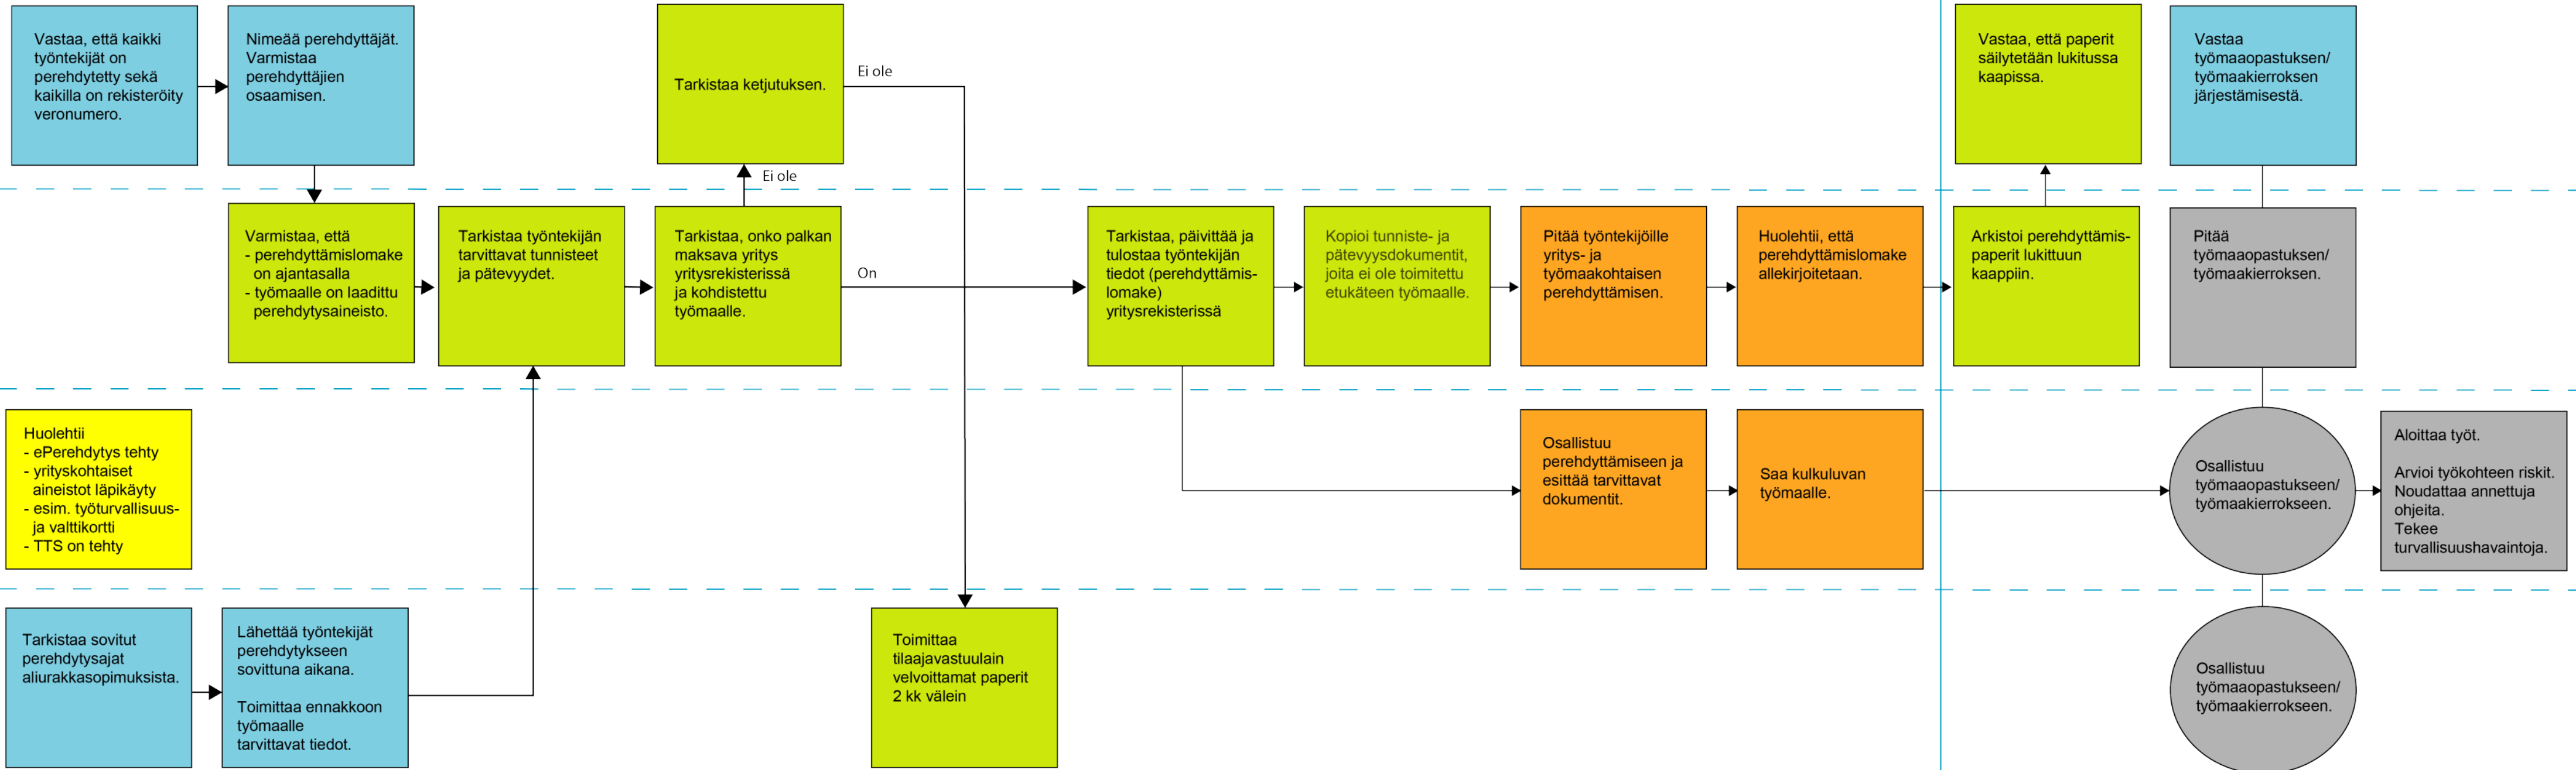 Vastaa, että kaikki
työntekijät on
perehdytetty sekä
kaikilla on rekisteröity
veronumero.
Nimeää perehdyttäjät.
Varmistaa
perehdyttäjien
osaamisen.
Tarkistaa ketjutuksen.
Ei ole
Ei ole
Vastaa, että paperit
säilytetään lukitussa
kaapissa.
Vastaa
työmaaopastuksen/
työmaakierroksen
järjestämisestä.
Varmistaa, että
- perehdyttämislomake
on ajantasalla
- työmaalle on laadittu
perehdytysaineisto.
Tarkistaa työntekijän
tarvittavat tunnisteet
ja pätevyydet.
Tarkistaa, onko palkan
maksava yritys
yritysrekisterissä
ja kohdistettu
työmaalle.
On
Tarkistaa, päivittää ja
tulostaa työntekijän
tiedot (perehdyttämis-
lomake)
yritysrekisterissä
Kopioi tunniste- ja
pätevyysdokumentit,
joita ei ole toimitettu
etukäteen työmaalle.
Pitää työntekijöille
yritys- ja
työmaakohtaisen
perehdyttämisen.
Huolehtii, että
perehdyttämislomake
allekirjoitetaan.
Arkistoi perehdyttämis-
paperit lukittuun
kaappiin.
Pitää
työmaaopastuksen/
työmaakierroksen.
Huolehtii
- ePerehdytys tehty
- yrityskohtaiset
aineistot läpikäyty
- esim. työturvallisuus-
ja valttikortti
- TTS on tehty
Osallistuu
perehdyttämiseen ja
esittää tarvittavat
dokumentit.
Saa kulkuluvan
työmaalle.
Osallistuu
työmaaopastukseen/
työmaakierrokseen.
Aloittaa työt.
Arvioi työkohteen riskit.
Noudattaa annettuja
ohjeita.
Tekee
turvallisuushavaintoja.
Tarkistaa sovitut
perehdytysajat
aliurakkasopimuksista.
Lähettää työntekijät
perehdytykseen
sovittuna aikana.
Toimittaa ennakkoon
työmaalle
tarvittavat tiedot.
Toimittaa
tilaajavastuulain
velvoittamat paperit
2 kk välein
Osallistuu
työmaaopastukseen/
työmaakierrokseen.